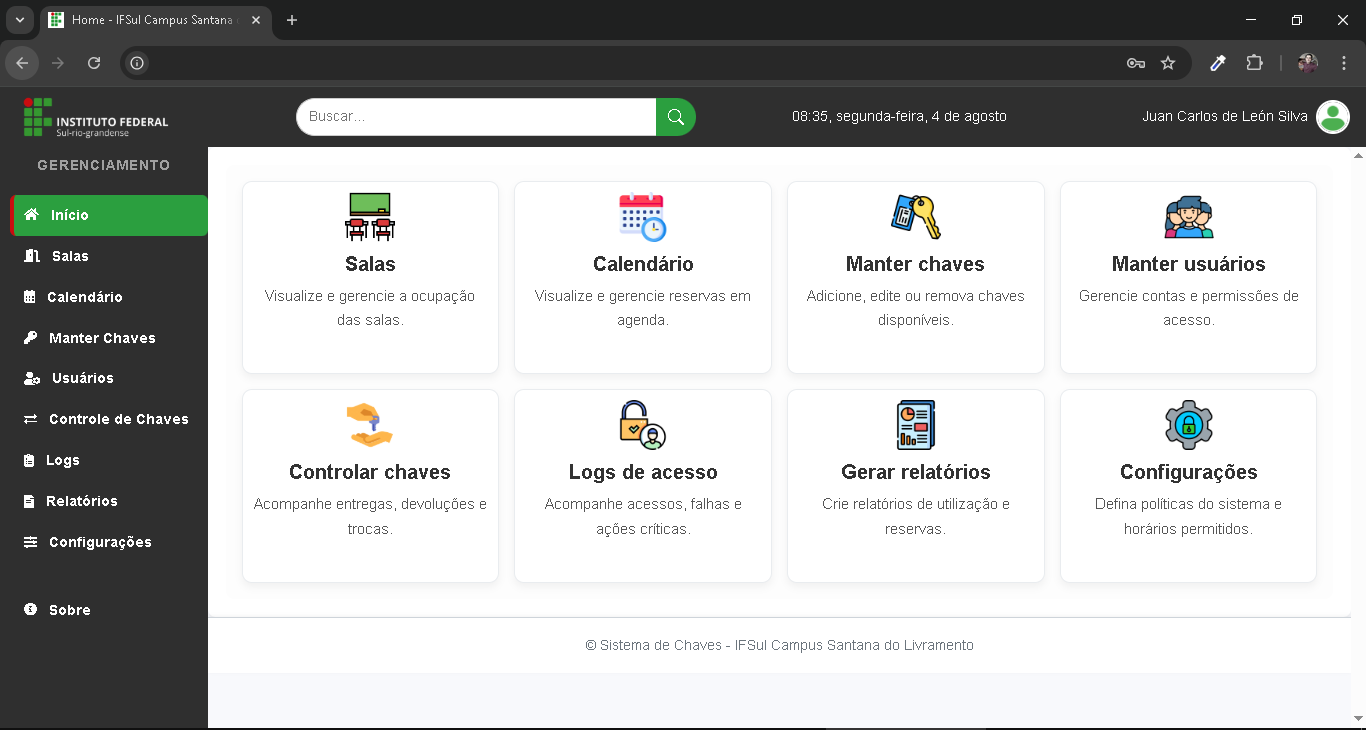 Home - IFSul Campus Santana
INSTITUTO FEDERAL
Sul-rio-grandense
Buscar...
08:35, segunda-feira, 4 de agosto
Juan Carlos de León Silva
GERENCIAMENTO
Início
Salas
Calendário
Manter Chaves
Usuários
Controle de Chaves
Logs
Relatórios
Configurações
Sobre
Salas
Visualize e gerencie a ocupação
das salas.
Calendário
Visualize e gerencie reservas em
agenda.
Manter chaves
Adicione, edite ou remova chaves
disponíveis.
Manter usuários
Gerencie contas e permissões de
acesso.
Controlar chaves
Acompanhe entregas, devoluções e
trocas.
Logs de acesso
Acompanhe acessos, falhas e
ações críticas.
Gerar relatórios
Crie relatórios de utilização e
reservas.
Configurações
Defina políticas do sistema e
horários permitidos.
© Sistema de Chaves - IFSul Campus Santana do Livramento